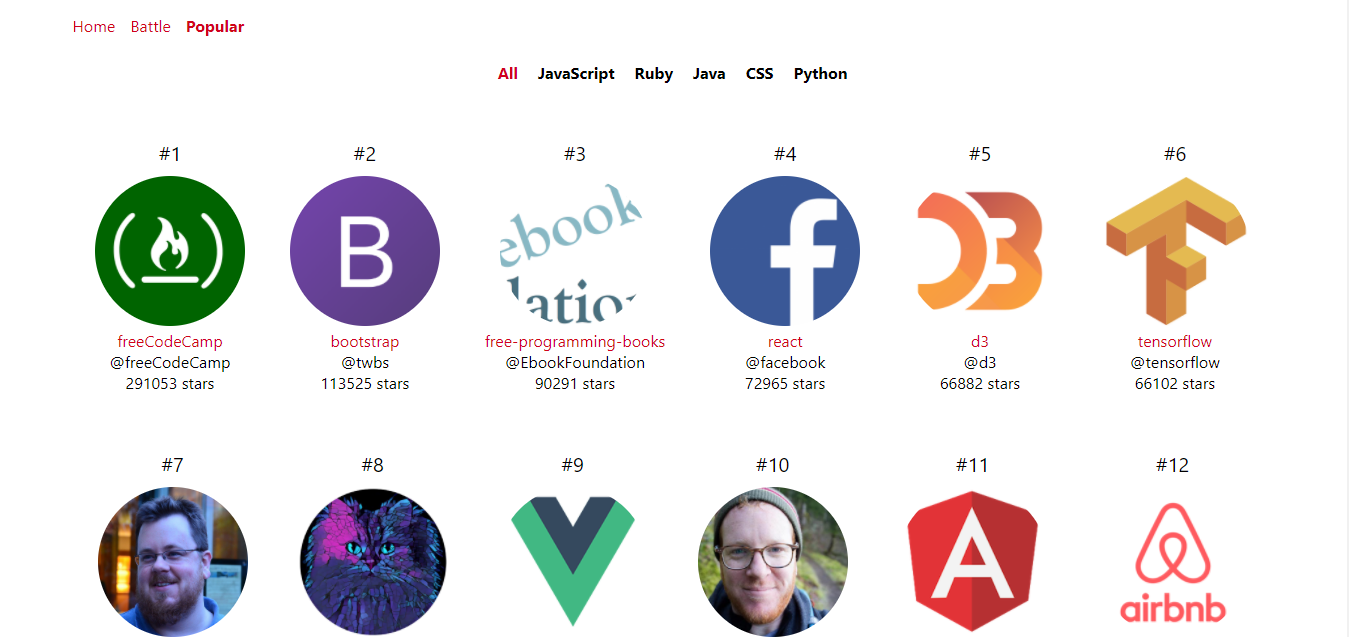 Home Battle Popular
All JavaScript Ruby Java CSS Python
#1 #2 #3 #4 #5 #6
B ebook f D3
latio
freeCodeCamp bootstrap free-programming-books react d3 tensorflow
@freeCodeCamp @twbs @EbookFoundation @facebook @d3 @tensorflow
291053 stars 113525 stars 90291 stars 72965 stars 66882 stars 66102 stars
#7 #8 #9 #10 #11 #12
A airbnb